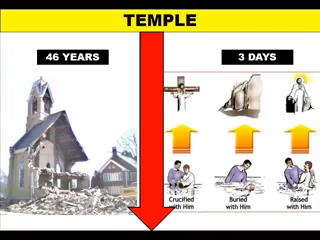 TEMPLE
46 YEARS
3 DAYS
Crucified
with Him
Buried
with Him
Raised
with Him